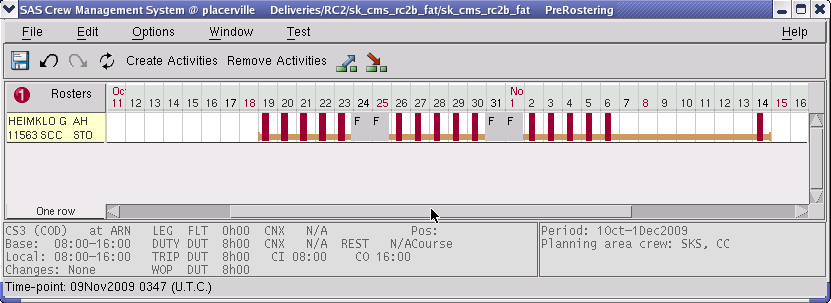 SAS Crew Management System @ placerville Deliveries/RC2/sk_cms_rc2b_fat/sk_cms_rc2b_fat PreRostering
File Edit Options Window Test Help
Create Activities Remove Activities
1 Rosters
Oc No
11 12 13 14 15 16 17 18 19 20 21 22 23 24 25 26 27 28 29 30 31 1 2 3 4 5 6 7 8 9 10 11 12 13 14 15 16
HEIMKLO G AH F F F F
11563 SCC STO
One row
CS3 (COD) at ARN LEG FLT 0h00 CNX N/A Pos:
Base: 08:00-16:00 DUTY DUT 8h00 CNX N/A REST N/ACourse
Local: 08:00-16:00 TRIP DUT 8h00 CI 08:00 CO 16:00
Changes: None WOP DUT 8h00
Period: 1Oct-1Dec2009
Planning area crew: SKS, CC
Time-point: 09Nov2009 0347 (U.T.C.)